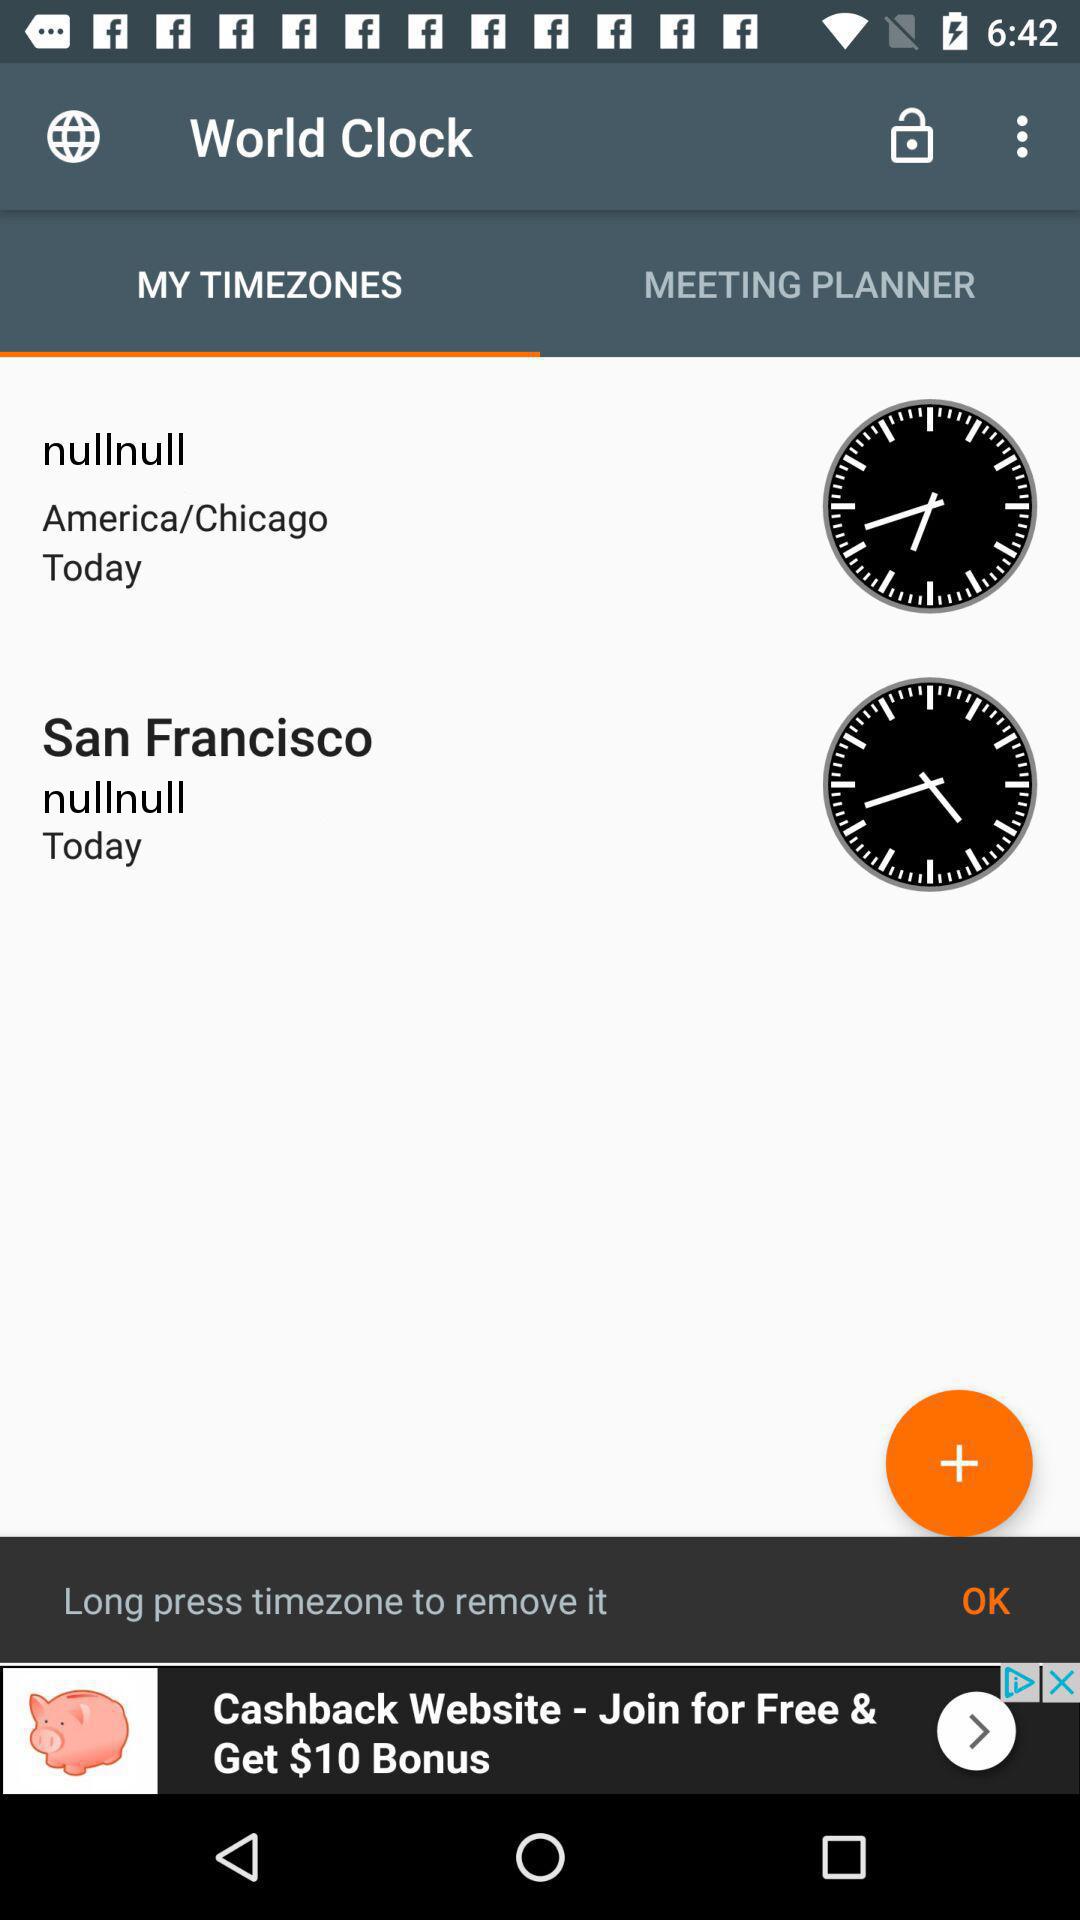 6:42
World Clock
MY TIMEZONES
MEETING PLANNER
nullnull
America/Chicago
Today
San Francisco
nullnull
Today
Long press timezone to remove it
OK
Cashback Website - Join for Free &
Get $10 Bonus